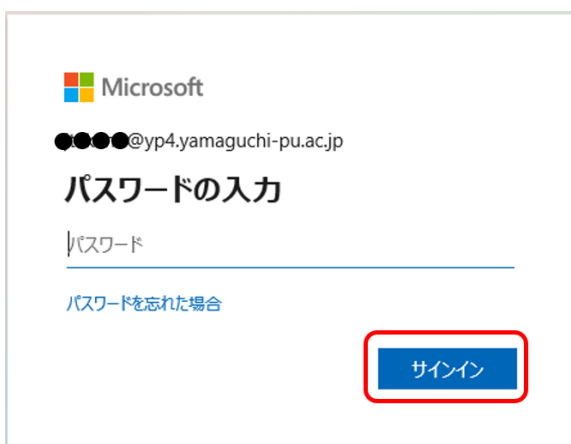 Microsoft
@yp4.yamaguchi-pu.ac.jp
パスワードの入力
パスワード
パスワードを忘れた場合
サインイン